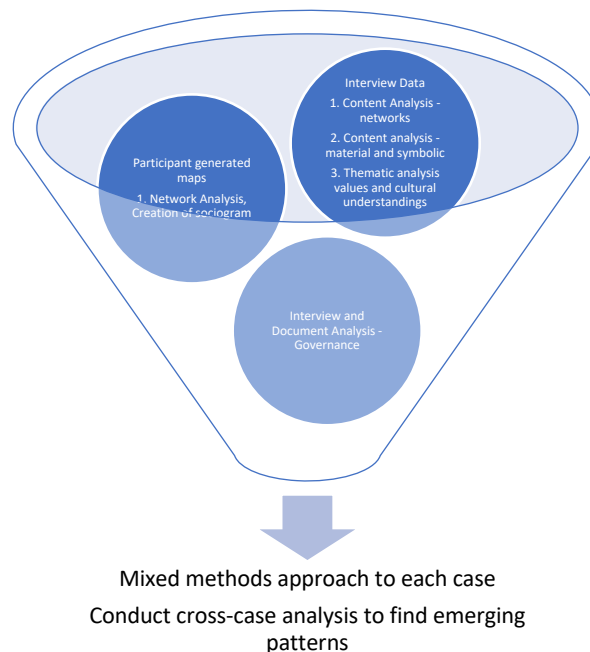 Interview Data
1. Content Analysis -
networks
2. Content analysis -
material and symbolic
3. Thematic analysis
values and cultural
understandings
Participant generated
maps
1. Network Analysis,
Creation of sociogram
Interview and
Document Analysis -
Governance
Mixed methods approach to each case
Conduct cross-case analysis to find emerging
patterns